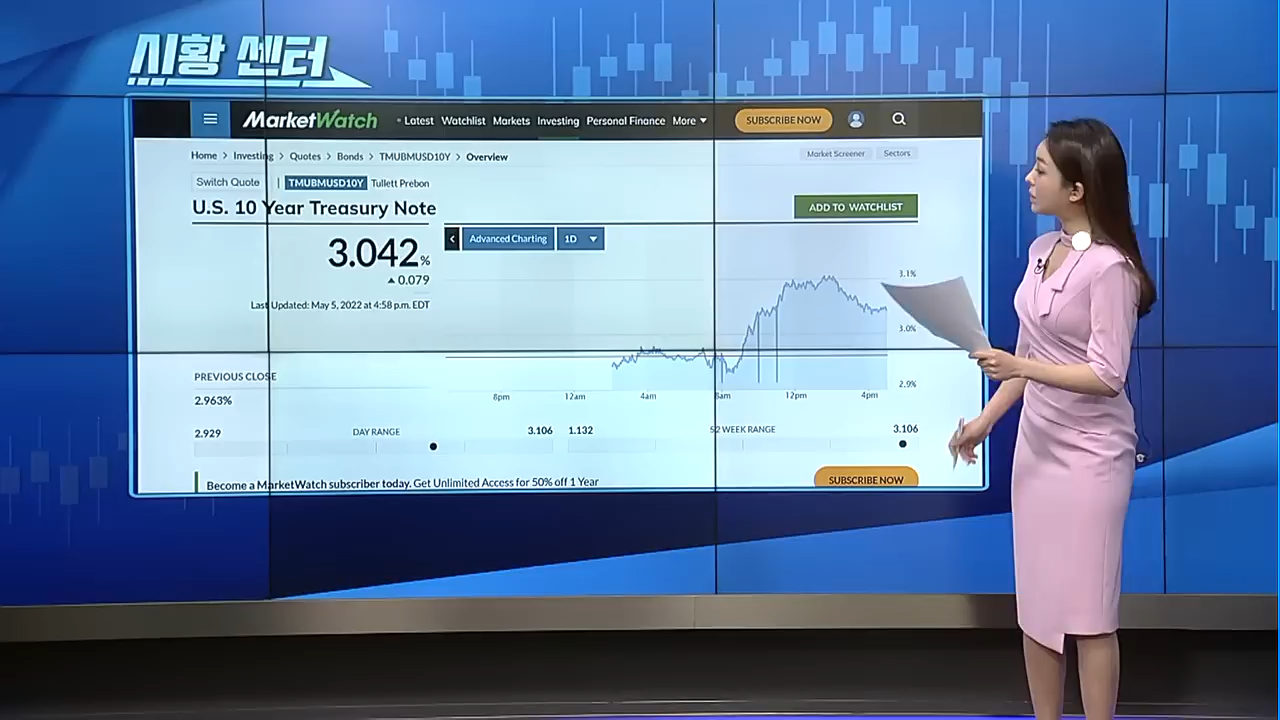 시황 센터
MarketWatch
Latest Watchlist Markets Investing Personal Finance More
SUBSCRIBE NOW
Home > Investing > Quotes > Bonds > TMUBMUSD10Y > Overview
Market Screener Sectors
Switch Quote | TMUBMUSD10Y Tullett Prebon
U.S. 10 Year Treasury Note
ADD TO WATCHLIST
3.042%
0.079
Last Updated: May 5, 2022 at 4:58 p.m. EDT
Advanced Charting 1D
3.1%
3.0%
2.9%
8pm 12am 4am 8am 12pm 4pm
PREVIOUS CLOSE
2.963%
2.929 DAY RANGE 3.106
1.132 52 WEEK RANGE 3.106
Become a MarketWatch subscriber today. Get Unlimited Access for 50% off 1 Year
SUBSCRIBE NOW